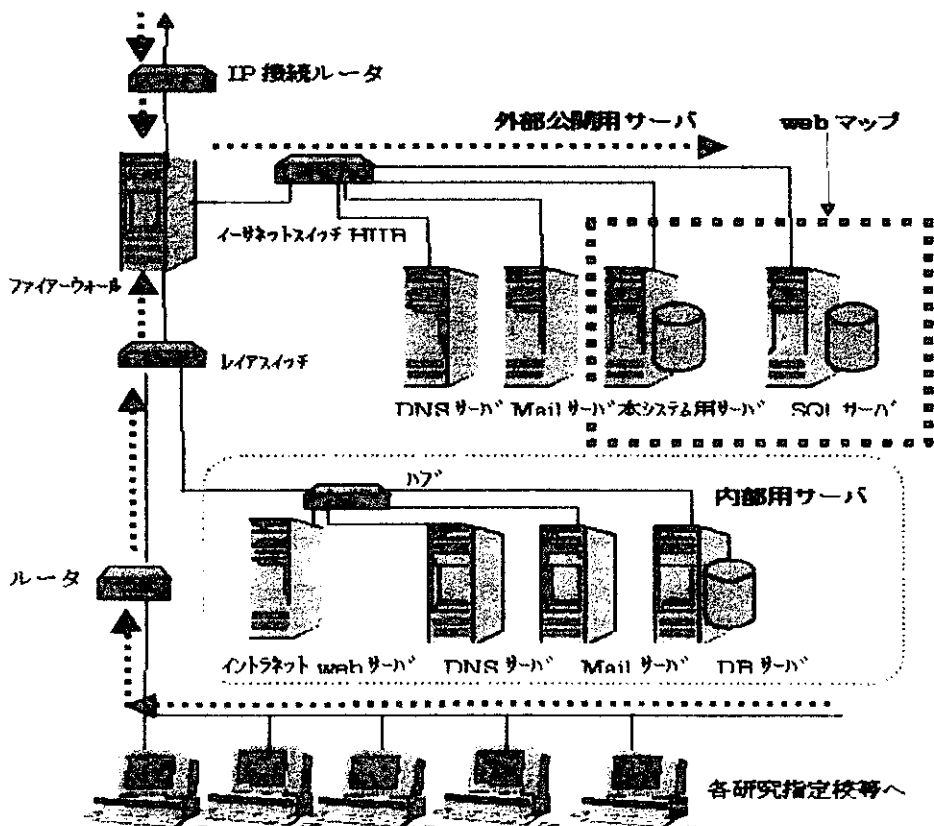 IP 接続ルータ
外部公開用サーバ
webマップ
イーサネットスイッチ
ファイアーウォール
レイアスイッチ
DNS サーバ
Mail サーバ
本システム用サーバ
SQL サーバ
ハブ
内部用サーバ
ルータ
イントラネット web サーバ
DNS サーバ
Mail サーバ
DB サーバ
各研究指定校等へ